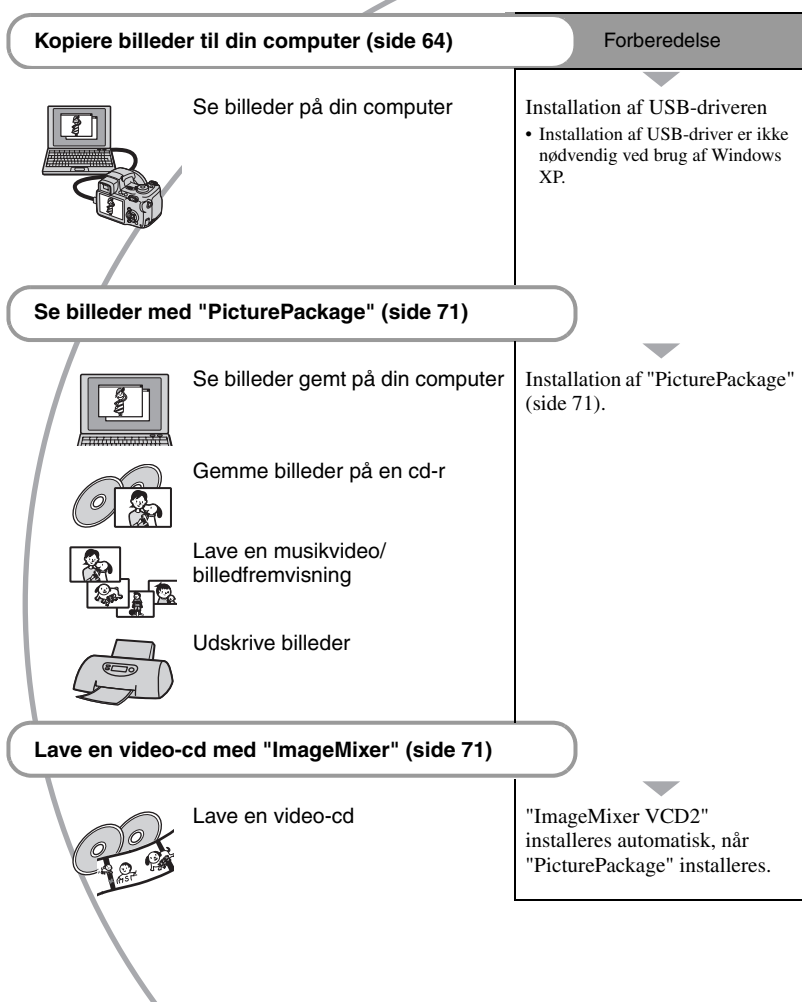 Kopiere billeder til din computer (side 64)
Forberedelse
Se billeder på din computer
Installation af USB-driveren
• Installation af USB-driver er ikke
nødvendig ved brug af Windows
XP.
Se billeder med "PicturePackage" (side 71)
Se billeder gemt på din computer
Installation af "PicturePackage"
(side 71).
Gemme billeder på en cd-r
Lave en musikvideo/
billedfremvisning
Udskrive billeder
Lave en video-cd med "ImageMixer" (side 71)
Lave en video-cd
"ImageMixer VCD2"
installeres automatisk, når
"PicturePackage" installeres.